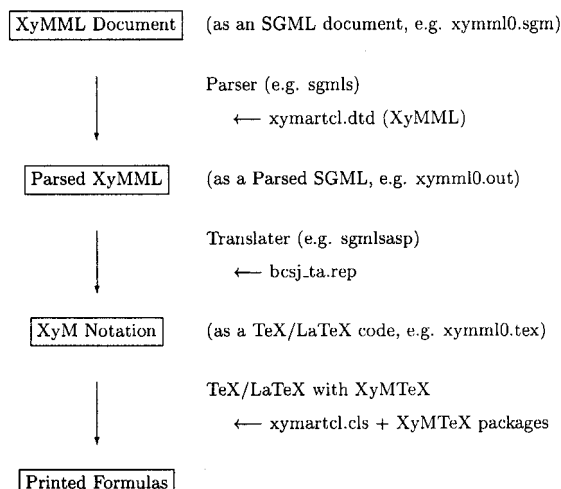 XyMML Document (as an SGML document, e.g. xymml0.sgm)
Parser (e.g. sgmls)
← xymartcl.dtd (XyMML)
Parsed XyMML (as a Parsed SGML, e.g. xymml0.out)
Translater (e.g. sgmlsasp)
← bcsj_ta.rep
XyM Notation (as a TeX/LaTeX code, e.g. xymml0.tex)
TeX/LaTeX with XyMTeX
← xymartcl.cls + XyMTeX packages
Printed Formulas